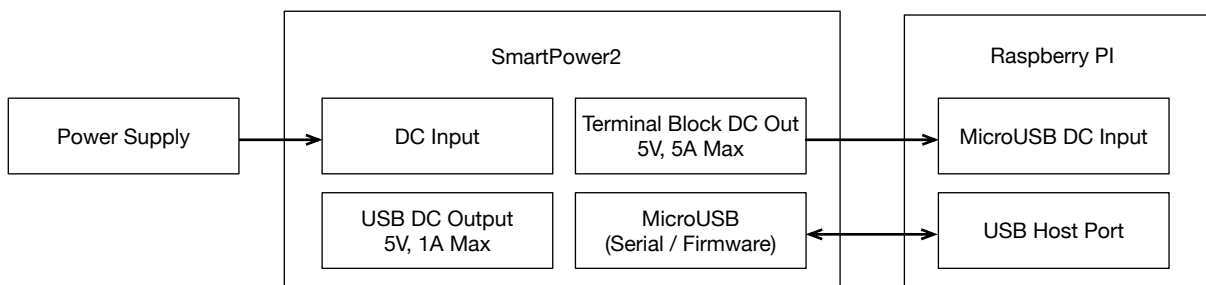 SmartPower2
Raspberry PI
Power Supply
DC Input
Terminal Block DC Out
5V, 5A Max
MicroUSB DC Input
USB DC Output
5V, 1A Max
MicroUSB
(Serial / Firmware)
USB Host Port